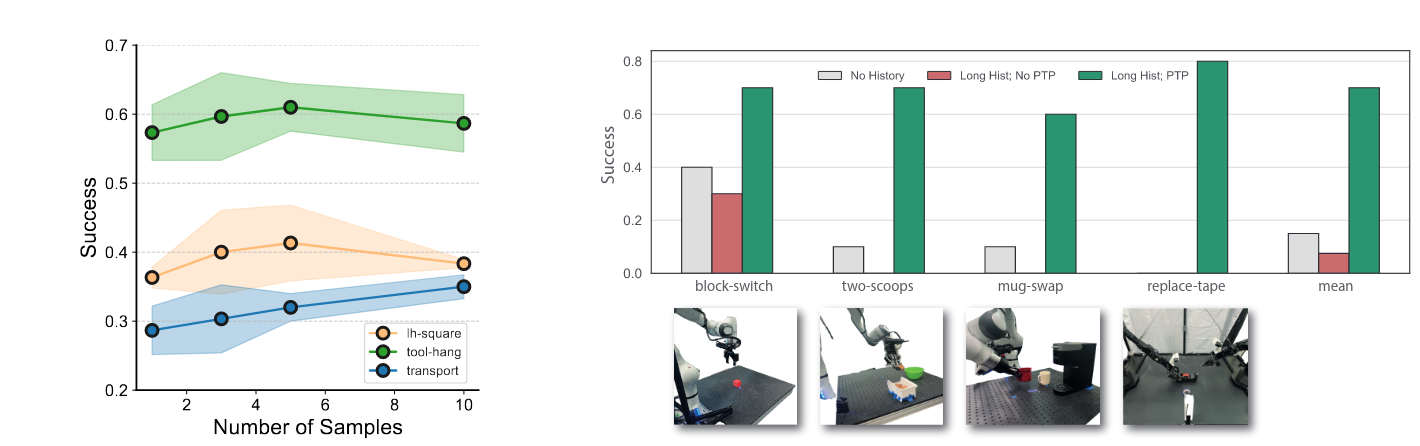 0.7
0.6
0.5
0.4
0.3
0.2
Success
2
4
6
8
10
Number of Samples
lh-square
tool-hang
transport
0.8
0.6
0.4
0.2
0.0
Success
No History
Long Hist; No PTP
Long Hist; PTP
block-switch
two-scoops
mug-swap
replace-tape
mean